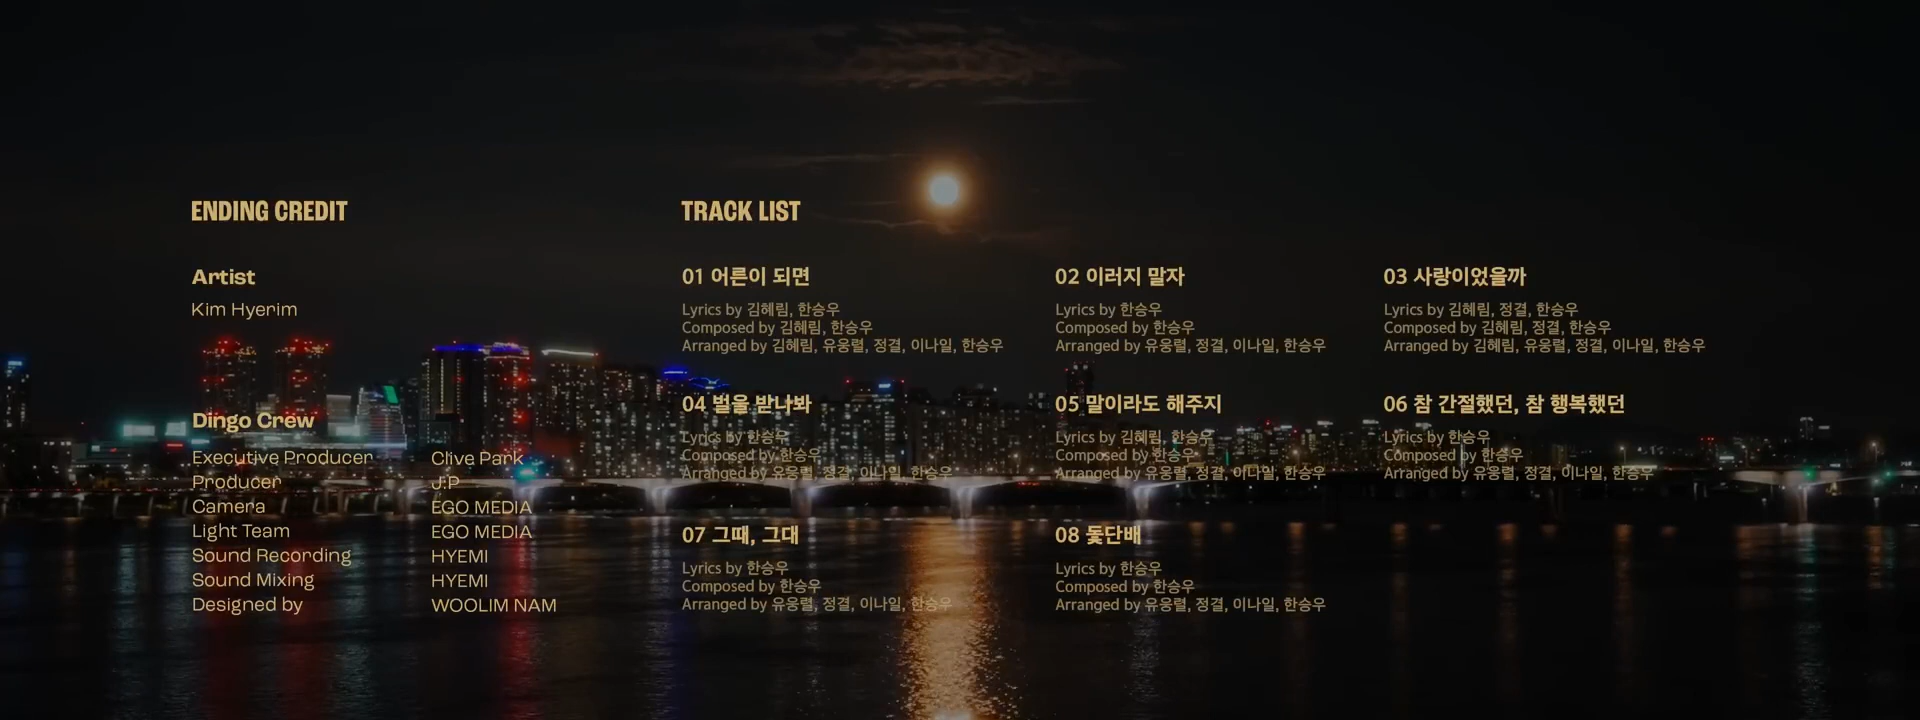 ENDING CREDIT
Artist
Kim Hyerim
Dingo Crew
Executive Producer Clive Park
Producer J.P
Camera EGO MEDIA
Light Team EGO MEDIA
Sound Recording HYEMI
Sound Mixing HYEMI
Designed by WOOLIM NAM
TRACK LIST
01 어른이 되면
Lyrics by 김혜림, 한승우
Composed by 김혜림, 한승우
Arranged by 김혜림, 유웅렬, 정결, 이나일, 한승우
02 이러지 말자
Lyrics by 한승우
Composed by 한승우
Arranged by 유웅렬, 정결, 이나일, 한승우
03 사랑이었을까
Lyrics by 김혜림, 정결, 한승우
Composed by 김혜림, 정결, 한승우
Arranged by 김혜림, 유웅렬, 정결, 이나일, 한승우
04 벌을 받나봐
Lyrics by 한승우
Composed by 한승우
Arranged by 유웅렬, 정결, 이나일, 한승우
05 말이라도 해주지
Lyrics by 김혜림, 한승우
Composed by 한승우
Arranged by 유웅렬, 정결, 이나일, 한승우
06 참 간절했던, 참 행복했던
Lyrics by 한승우
Composed by 한승우
Arranged by 유웅렬, 정결, 이나일, 한승우
07 그때, 그대
Lyrics by 한승우
Composed by 한승우
Arranged by 유웅렬, 정결, 이나일, 한승우
08 돛단배
Lyrics by 한승우
Composed by 한승우
Arranged by 유웅렬, 정결, 이나일, 한승우